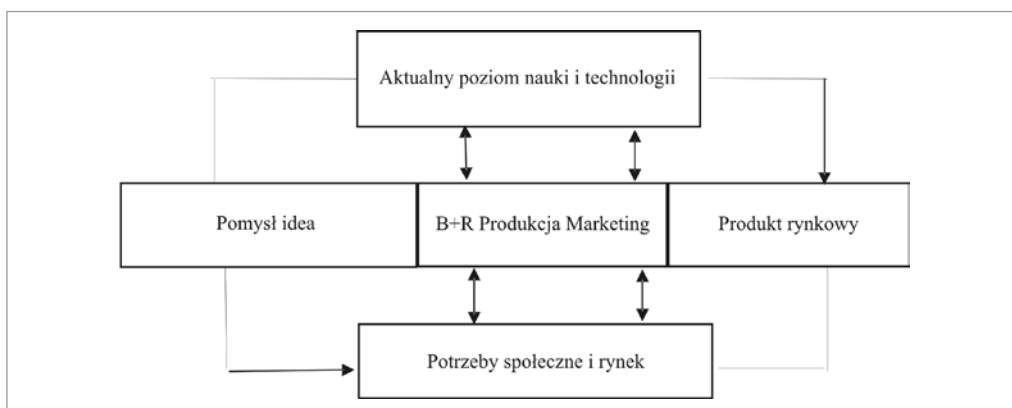 Aktualny poziom nauki i technologii
Pomysł idea
B+R Produkcja Marketing
Produkt rynkowy
Potrzeby społeczne i rynek